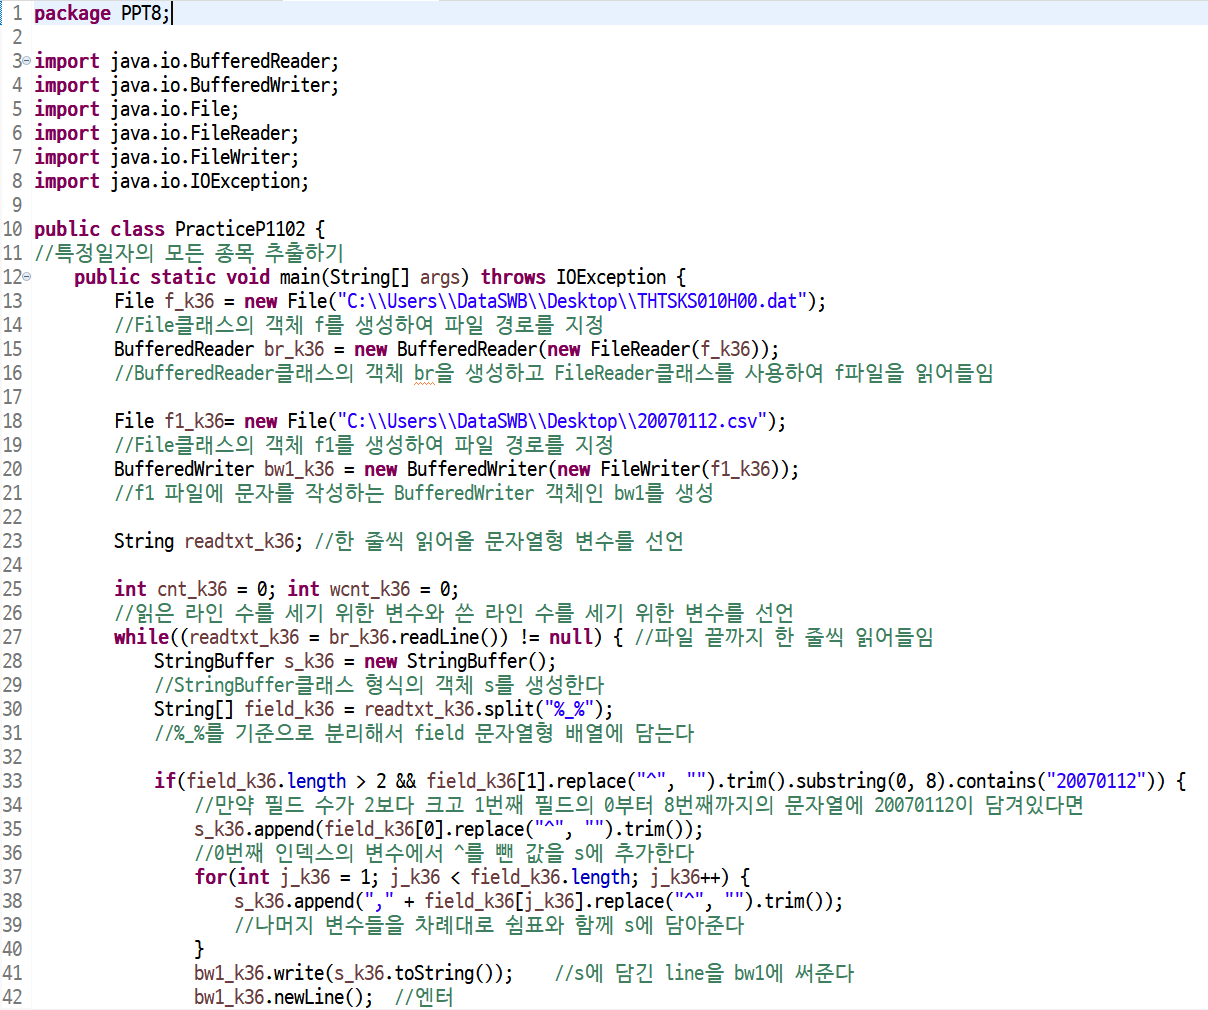 1 package PPT8;
2
3 import java.io.BufferedReader;
4 import java.io.BufferedWriter;
5 import java.io.File;
6 import java.io.FileReader;
7 import java.io.FileWriter;
8 import java.io.IOException;
9
10 public class PracticeP1102 {
11 //특정일자의 모든 종목 추출하기
12     public static void main(String[] args) throws IOException {
13         File f_k36 = new File("C:\\Users\\DataSWB\\Desktop\\THTSKS010H00.dat");
14         //File클래스의 객체 f를 생성하여 파일 경로를 지정
15         BufferedReader br_k36 = new BufferedReader(new FileReader(f_k36));
16         //BufferedReader클래스의 객체 br을 생성하고 FileReader클래스를 사용하여 f파일을 읽어들임
17
18         File f1_k36= new File("C:\\Users\\DataSWB\\Desktop\\20070112.csv");
19         //File클래스의 객체 f1를 생성하여 파일 경로를 지정
20         BufferedWriter bw1_k36 = new BufferedWriter(new FileWriter(f1_k36));
21         //f1 파일에 문자를 작성하는 BufferedWriter 객체인 bw1를 생성
22
23         String readtxt_k36; //한 줄씩 읽어올 문자열형 변수를 선언
24
25         int cnt_k36 = 0; int wcnt_k36 = 0;
26         //읽은 라인 수를 세기 위한 변수와 쓴 라인 수를 세기 위한 변수를 선언
27         while((readtxt_k36 = br_k36.readLine()) != null) { //파일 끝까지 한 줄씩 읽어들임
28             StringBuffer s_k36 = new StringBuffer();
29             //StringBuffer클래스 형식의 객체 s를 생성한다
30             String[] field_k36 = readtxt_k36.split("%_%");
31             //%_%를 기준으로 분리해서 field 문자열형 배열에 담는다
32
33             if(field_k36.length > 2 && field_k36[1].replace("^", "").trim().substring(0, 8).contains("20070112")) {
34                 //만약 필드 수가 2보다 크고 1번째 필드의 0부터 8번째까지의 문자열에 20070112이 담겨있다면
35                 s_k36.append(field_k36[0].replace("^", "").trim());
36                 //0번째 인덱스의 변수에서 ^를 뺀 값을 s에 추가한다
37                 for(int j_k36 = 1; j_k36 < field_k36.length; j_k36++) {
38                     s_k36.append("," + field_k36[j_k36].replace("^", "").trim());
39                     //나머지 변수들을 차례대로 쉼표와 함께 s에 담아준다
40                 }
41                 bw1_k36.write(s_k36.toString());    //s에 담긴 line을 bw1에 써준다
42                 bw1_k36.newLine();  //엔터